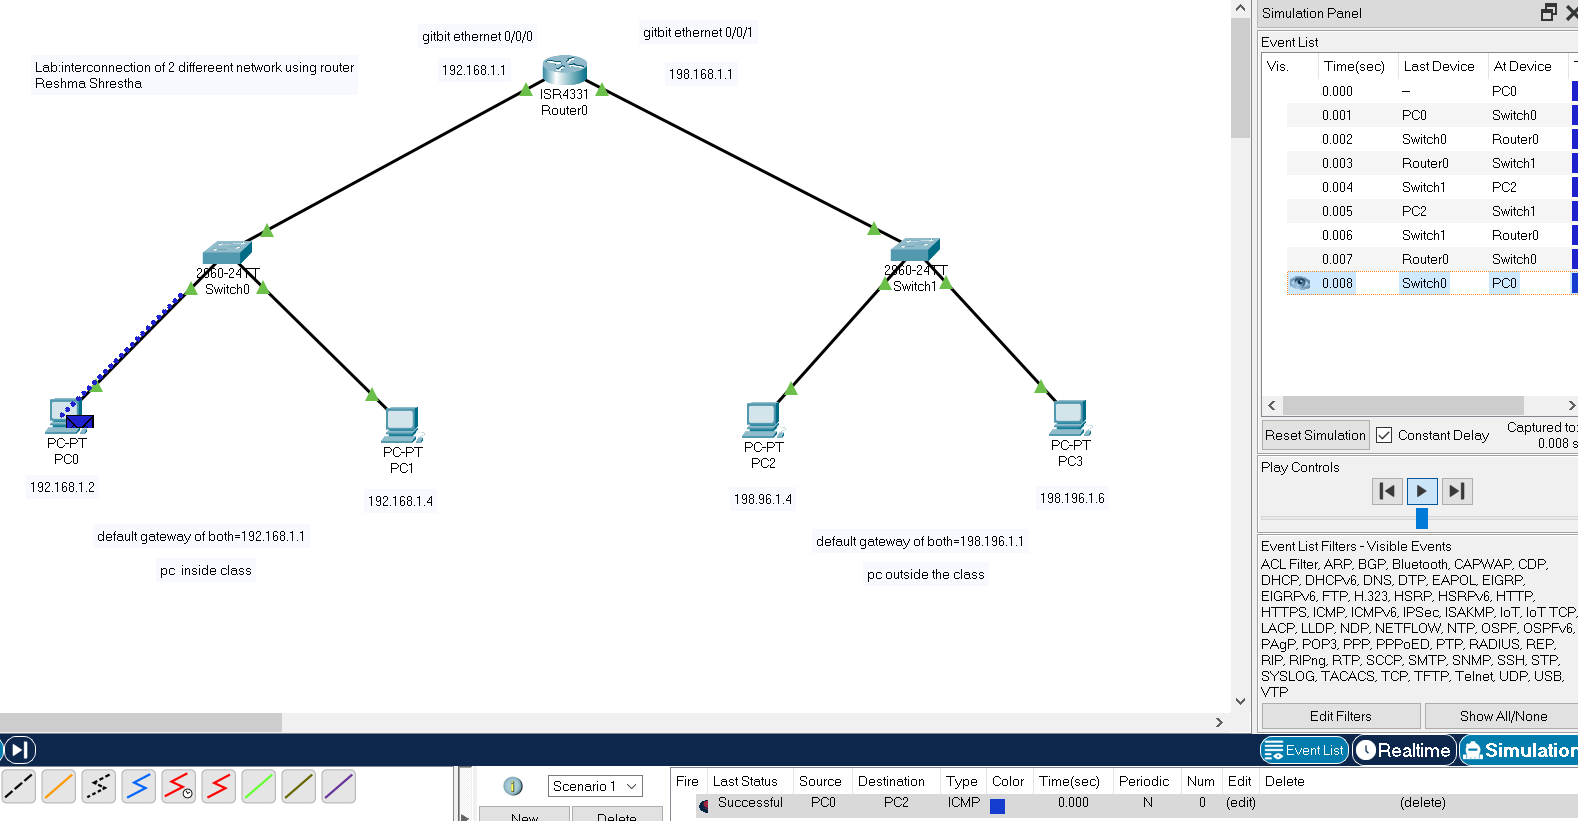 gitbit ethernet 0/0/0
gitbit ethernet 0/0/1
Lab:interconnection of 2 differeent network using router
Reshma Shrestha
192.168.1.1
198.168.1.1
ISR4331
Router0
2960-24TT
Switch0
2960-24TT
Switch1
PC-PT
PC0
PC-PT
PC1
PC-PT
PC2
PC-PT
PC3
192.168.1.2
192.168.1.4
198.96.1.4
198.196.1.6
default gateway of both=192.168.1.1
default gateway of both=198.196.1.1
pc inside class
pc outside the class
Simulation Panel
Event List
Vis. Time(sec) Last Device At Device T
0.000 -- PC0
0.001 PC0 Switch0
0.002 Switch0 Router0
0.003 Router0 Switch1
0.004 Switch1 PC2
0.005 PC2 Switch1
0.006 Switch1 Router0
0.007 Router0 Switch0
0.008 Switch0 PC0
Reset Simulation Constant Delay Captured to:
0.008 s
Play Controls
Event List Filters - Visible Events
ACL Filter, ARP, BGP, Bluetooth, CAPWAP, CDP,
DHCP, DHCPv6, DNS, DTP, EAPOL, EIGRP,
EIGRPv6, FTP, H.323, HSRP, HSRPv6, HTTP,
HTTPS, ICMP, ICMPv6, IPSec, ISAKMP, IoT, IoT TCP,
LACP, LLDP, NDP, NETFLOW, NTP, OSPF, OSPFv6,
PAgP, POP3, PPP, PPPoED, PTP, RADIUS, REP,
RIP, RIPng, RTP, SCCP, SMTP, SNMP, SSH, STP,
SYSLOG, TACACS, TCP, TFTP, Telnet, UDP, USB,
VTP
Edit Filters Show All/None
Event List Realtime Simulation
Scenario 1
New Delete
Fire Last Status Source Destination Type Color Time(sec) Periodic Num Edit Delete
Successful PC0 PC2 ICMP 0.000 N 0 (edit) (delete)